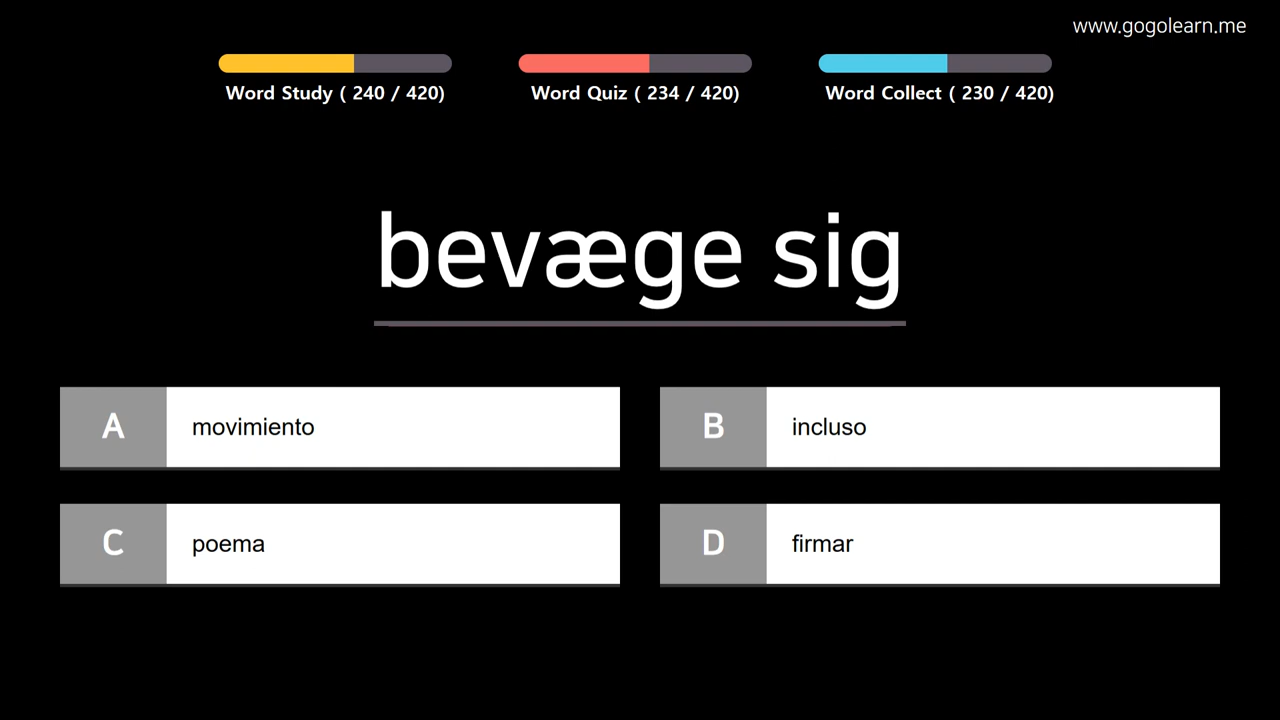 www.gogolearn.me
Word Study ( 240 / 420)
Word Quiz ( 234 / 420)
Word Collect ( 230 / 420)
bevæge sig
A movimiento
B incluso
C poema
D firmar